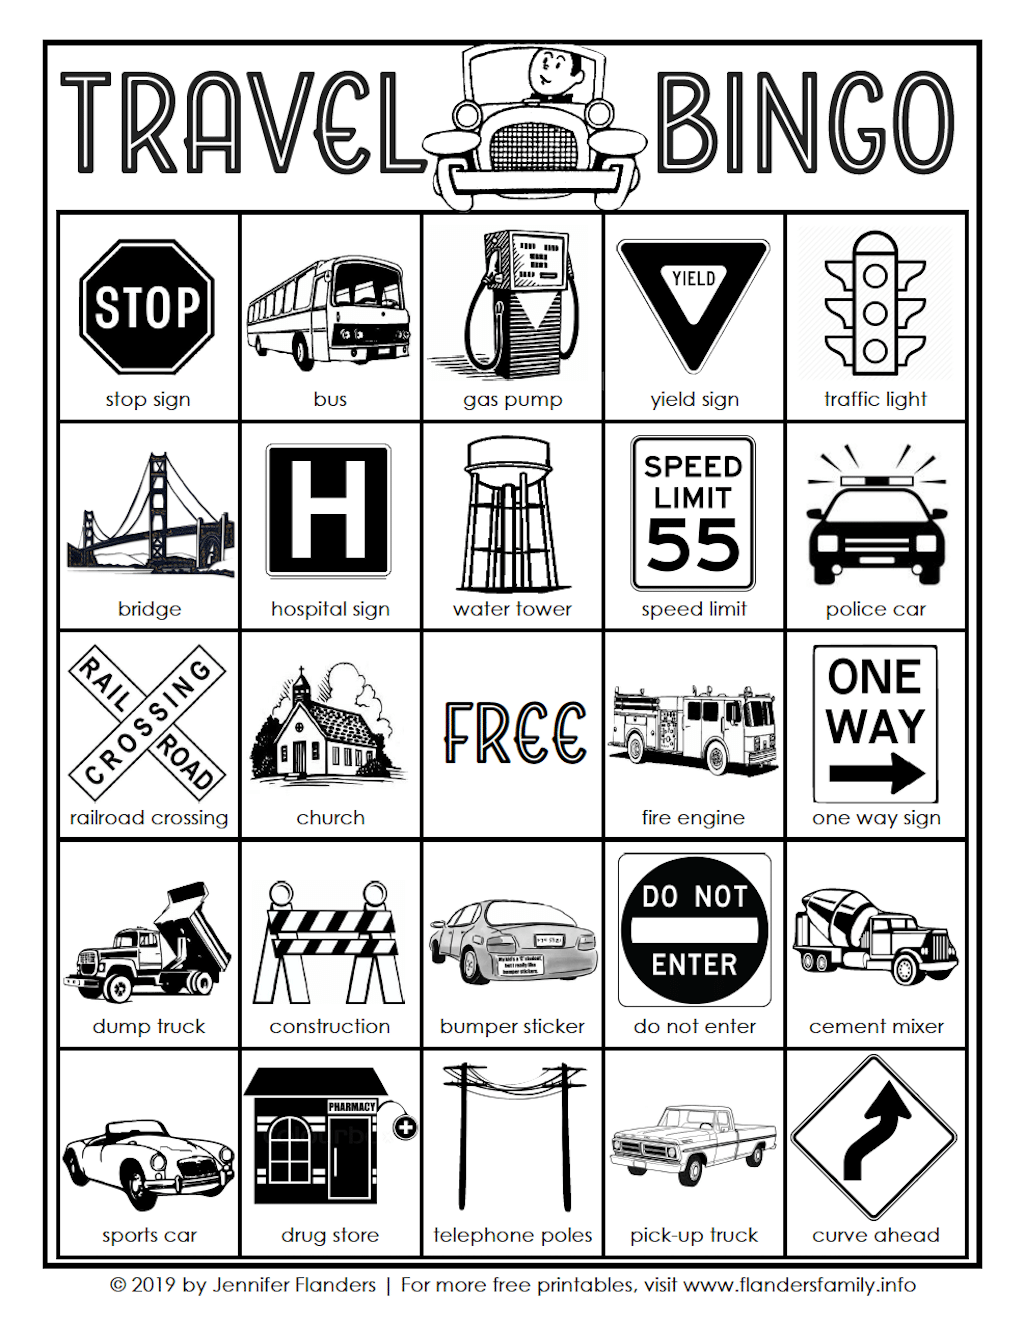 TRAVEL BINGO
STOP
YIELD
stop sign
bus
gas pump
yield sign
traffic light
H
SPEED
LIMIT
55
bridge
hospital sign
water tower
speed limit
police car
RAIL ROAD
CROSSING
FREE
ONE
WAY
railroad crossing
church
fire engine
one way sign
DO NOT
ENTER
dump truck
construction
bumper sticker
do not enter
cement mixer
PHARMACY
sports car
drug store
telephone poles
pick-up truck
curve ahead
© 2019 by Jennifer Flanders | For more free printables, visit www.flandersfamily.info